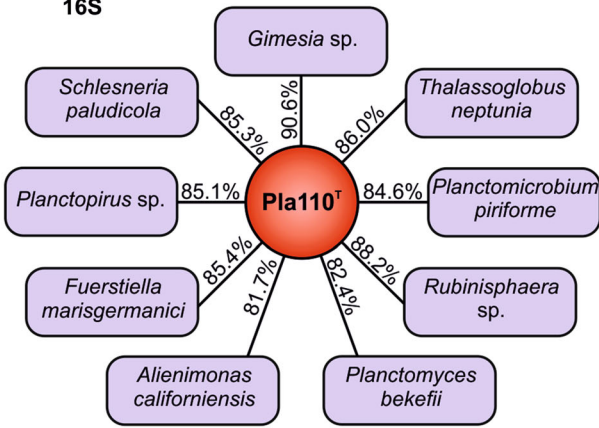 16S
Gimesia sp.
Schlesneria
paludicola
Thalassoglobus
neptunia
85.3%
90.6%
86.0%
Planctopirus sp.
85.1%
Pla110ᵀ
84.6%
Planctomicrobium
piriforme
Fuerstiella
marisgermanici
85.4%
81.7%
82.4%
88.2%
Rubinisphaera
sp.
Alienimonas
californiensis
Planctomyces
bekefii